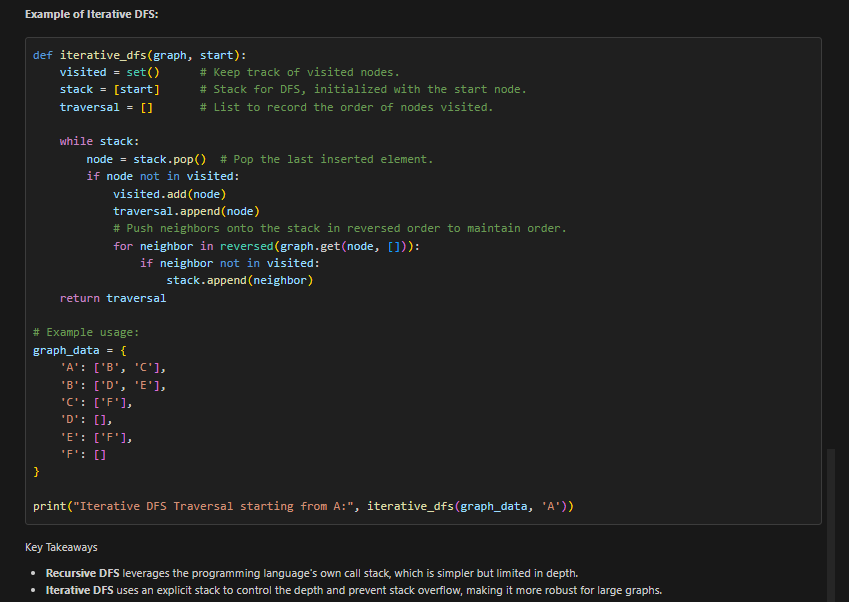 Example of Iterative DFS:
def iterative_dfs(graph, start):
    visited = set()      # Keep track of visited nodes.
    stack = [start]      # Stack for DFS, initialized with the start node.
    traversal = []       # List to record the order of nodes visited.
    while stack:
        node = stack.pop()  # Pop the last inserted element.
        if node not in visited:
            visited.add(node)
            traversal.append(node)
            # Push neighbors onto the stack in reversed order to maintain order.
            for neighbor in reversed(graph.get(node, [])):
                if neighbor not in visited:
                    stack.append(neighbor)
    return traversal
# Example usage:
graph_data = {
    'A': ['B', 'C'],
    'B': ['D', 'E'],
    'C': ['F'],
    'D': [],
    'E': ['F'],
    'F': []
}
print("Iterative DFS Traversal starting from A:", iterative_dfs(graph_data, 'A'))
Key Takeaways
• Recursive DFS leverages the programming language's own call stack, which is simpler but limited in depth.
• Iterative DFS uses an explicit stack to control the depth and prevent stack overflow, making it more robust for large graphs.